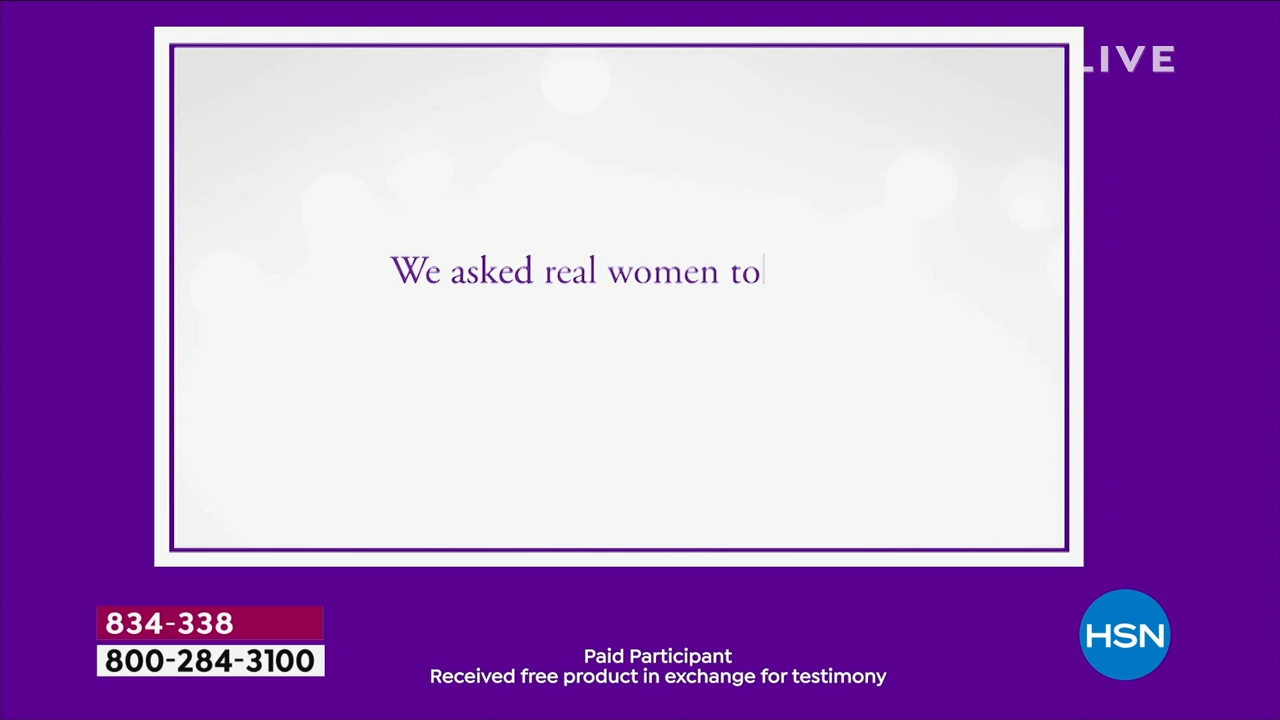 LIVE
We asked real women to
834-338
800-284-3100
Paid Participant
Received free product in exchange for testimony
HSN